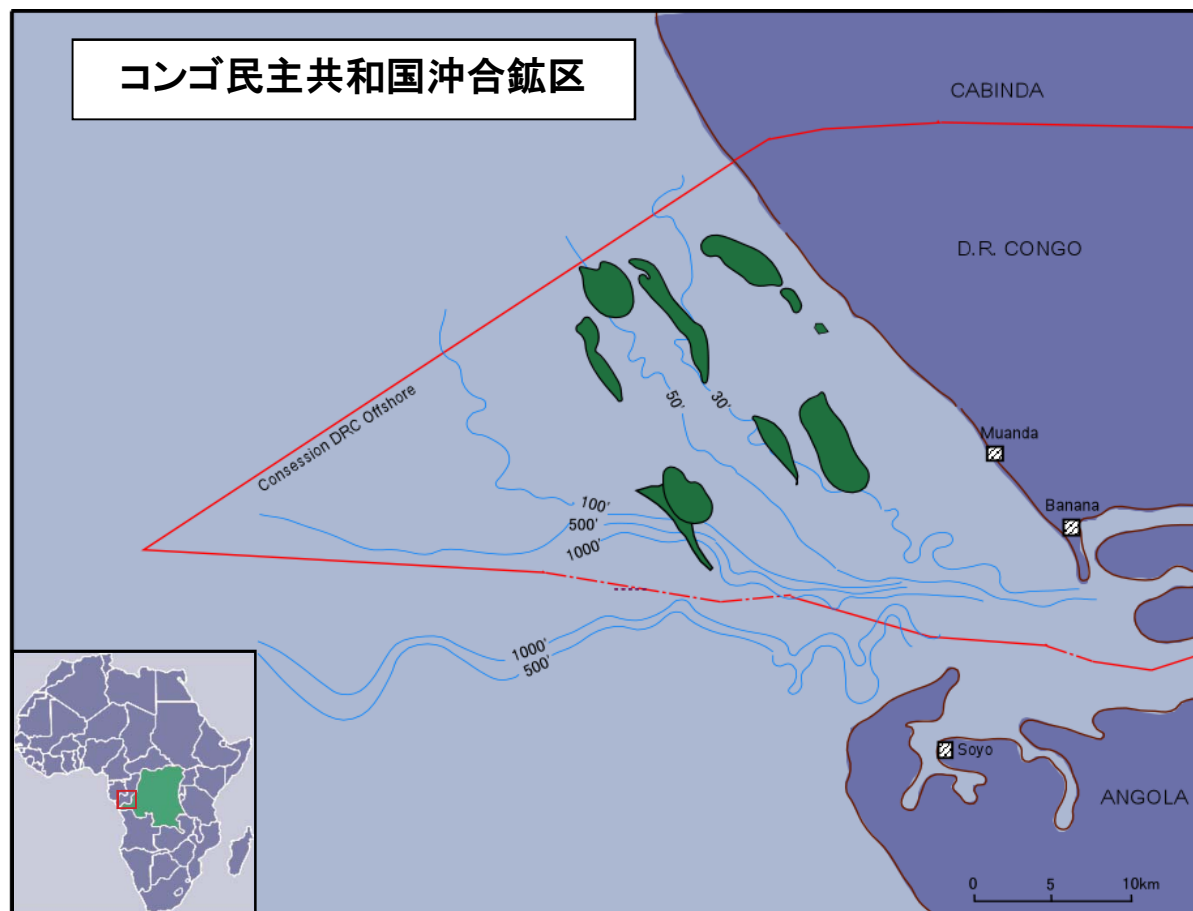 コンゴ民主共和国沖合鉱区
CABINDA
D.R. CONGO
Consession DRC Offshore
50'
30'
Muanda
Banana
100'
500'
1000'
1000'
500'
Soyo
ANGOLA
0 5 10km